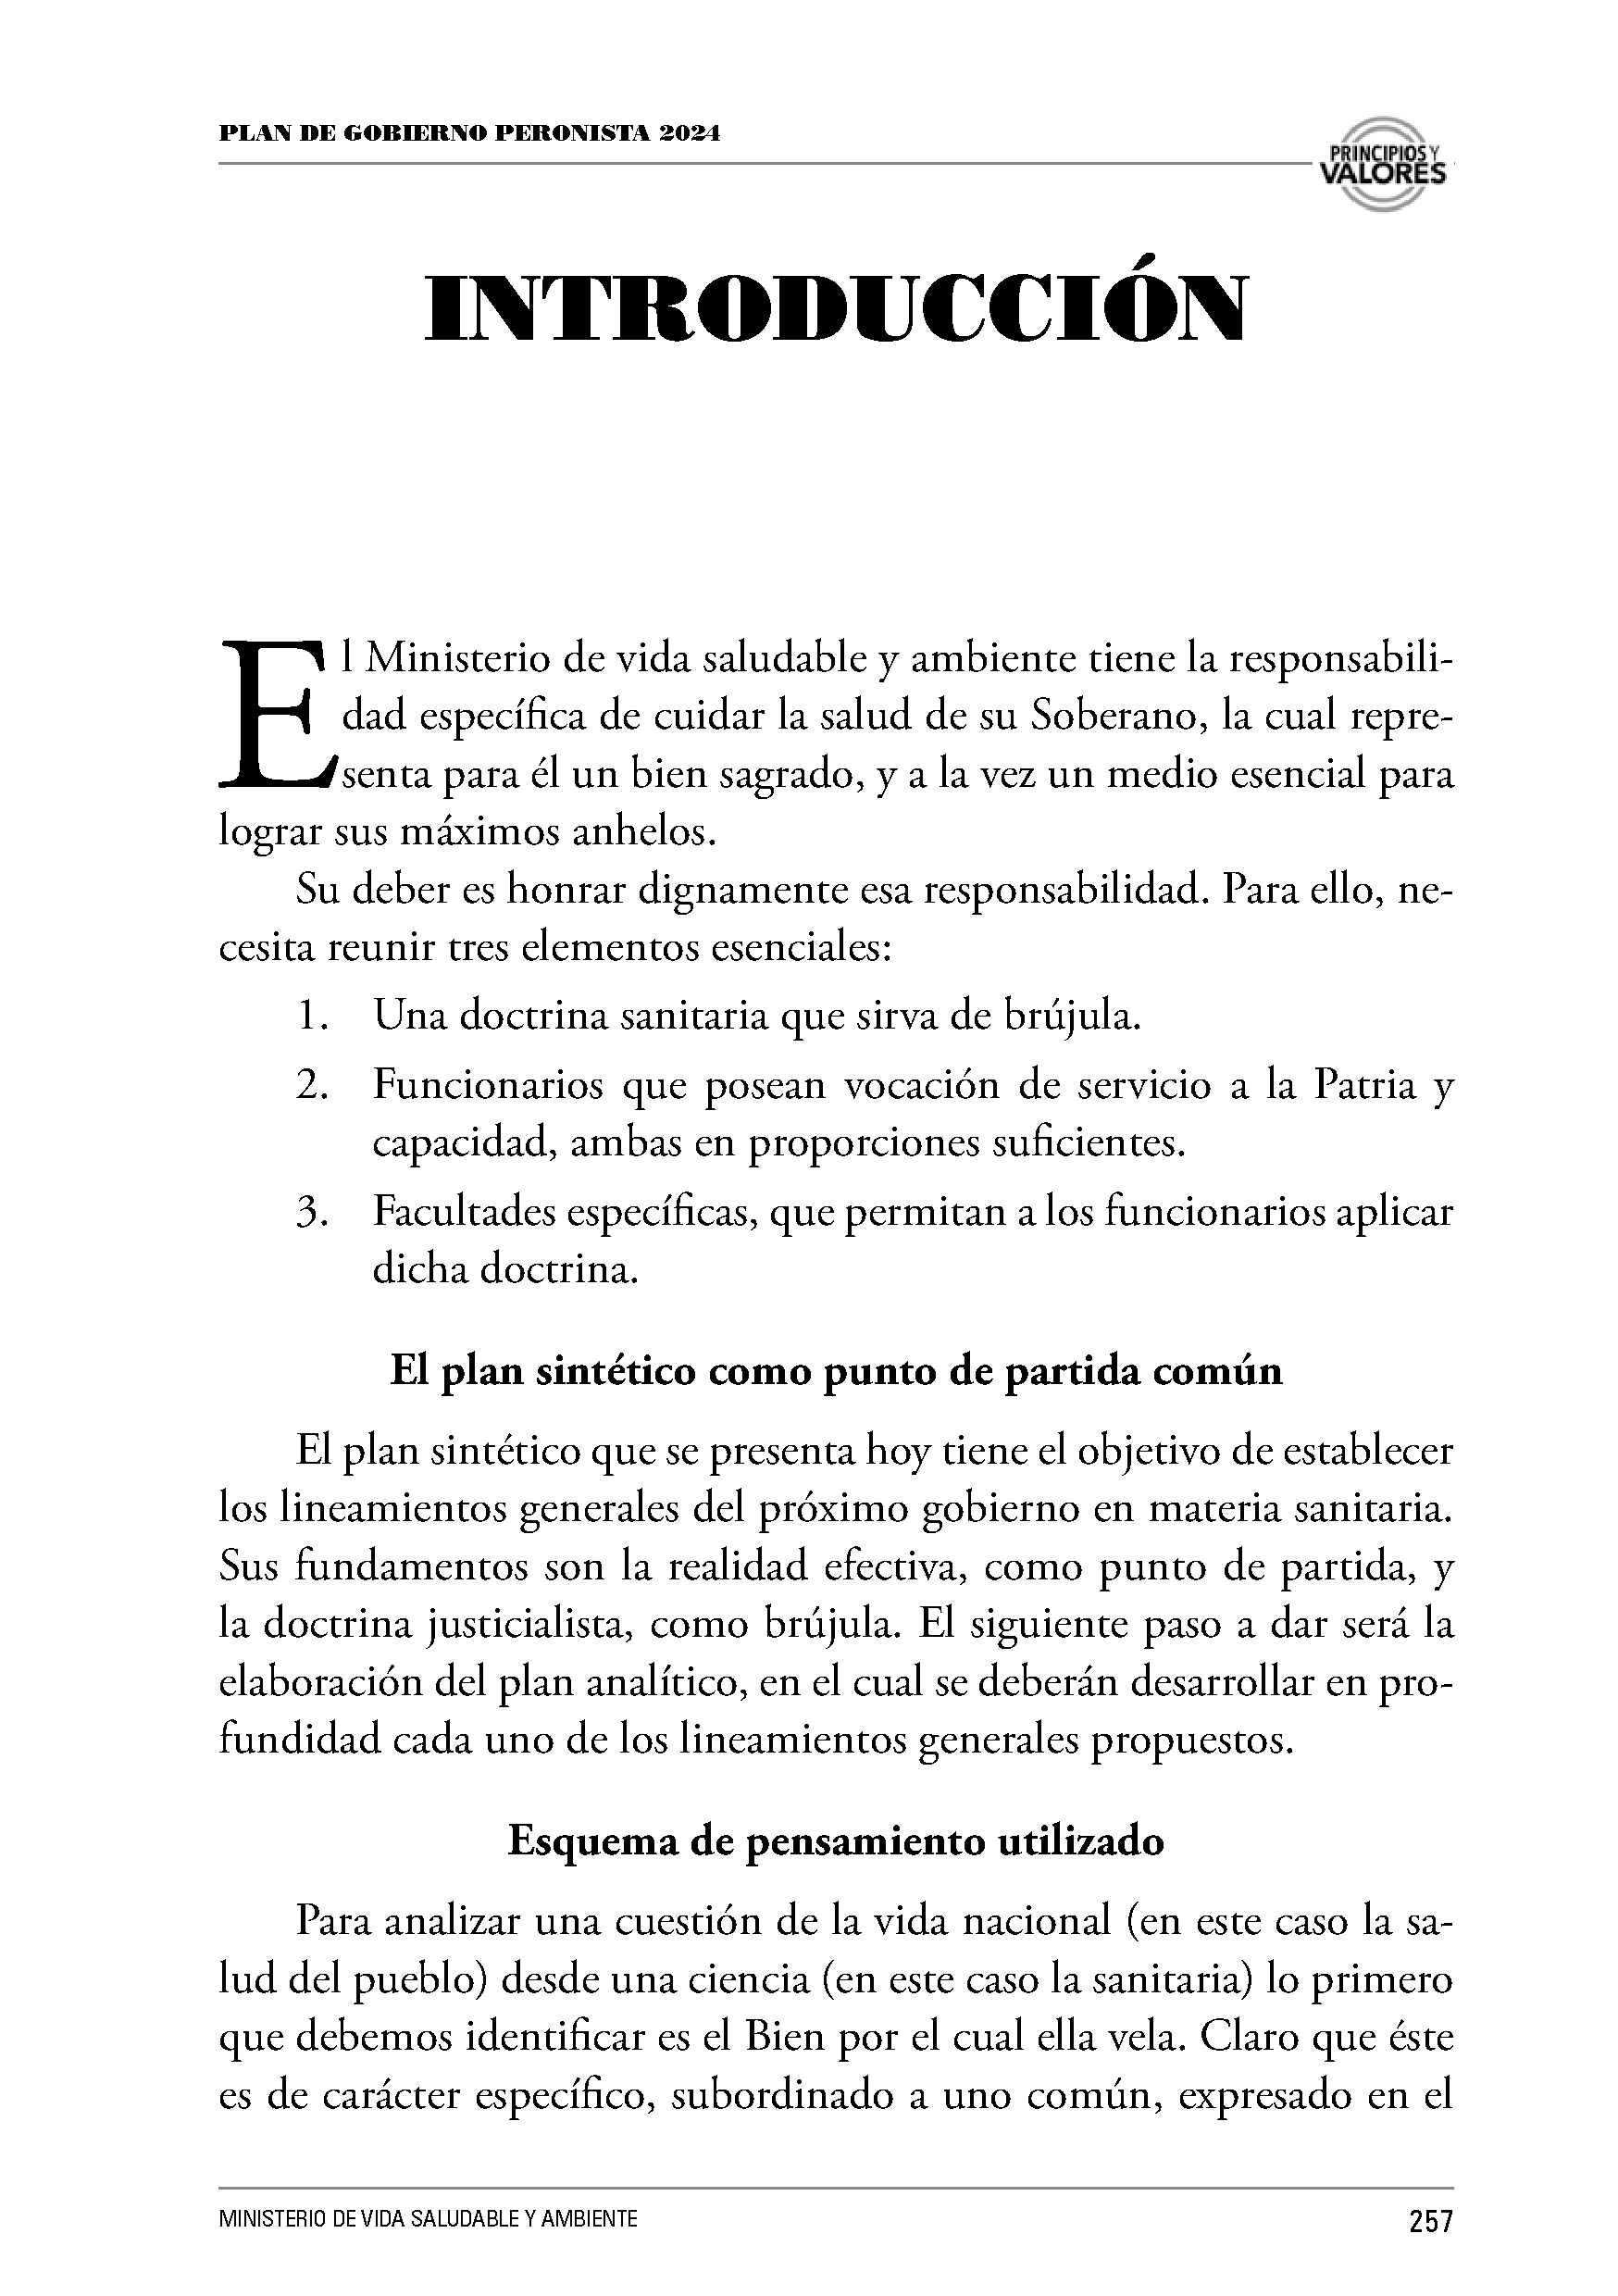 PLAN DE GOBIERNO PERONISTA 2024
PRINCIPIOS Y
VALORES
INTRODUCCIÓN
El Ministerio de vida saludable y ambiente tiene la responsabili-
dad específica de cuidar la salud de su Soberano, la cual repre-
senta para él un bien sagrado, y a la vez un medio esencial para
lograr sus máximos anhelos.
Su deber es honrar dignamente esa responsabilidad. Para ello, ne-
cesita reunir tres elementos esenciales:
1. Una doctrina sanitaria que sirva de brújula.
2. Funcionarios que posean vocación de servicio a la Patria y
capacidad, ambas en proporciones suficientes.
3. Facultades específicas, que permitan a los funcionarios aplicar
dicha doctrina.
El plan sintético como punto de partida común
El plan sintético que se presenta hoy tiene el objetivo de establecer
los lineamientos generales del próximo gobierno en materia sanitaria.
Sus fundamentos son la realidad efectiva, como punto de partida, y
la doctrina justicialista, como brújula. El siguiente paso a dar será la
elaboración del plan analítico, en el cual se deberán desarrollar en pro-
fundidad cada uno de los lineamientos generales propuestos.
Esquema de pensamiento utilizado
Para analizar una cuestión de la vida nacional (en este caso la sa-
lud del pueblo) desde una ciencia (en este caso la sanitaria) lo primero
que debemos identificar es el Bien por el cual ella vela. Claro que éste
es de carácter específico, subordinado a uno común, expresado en el
MINISTERIO DE VIDA SALUDABLE Y AMBIENTE
257